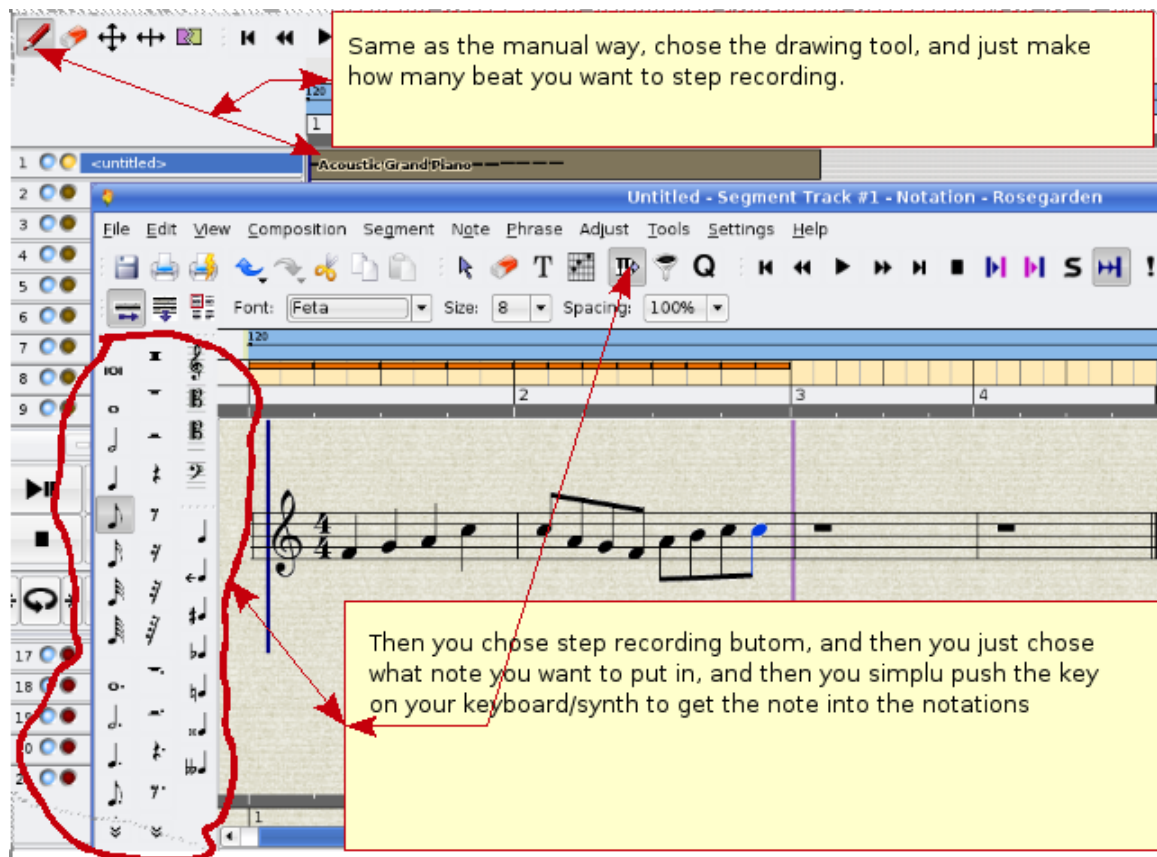 Same as the manual way, chose the drawing tool, and just make
how many beat you want to step recording.
120
1
1 <untitled>
Acoustic Grand Piano
2
Untitled - Segment Track #1 - Notation - Rosegarden
3
File Edit View Composition Segment Note Phrase Adjust Tools Settings Help
4
T Q S !
5
6
Font: Feta Size: 8 Spacing: 100%
7
120
8
2 3 4
9
4
4
Then you chose step recording butom, and then you just chose
what note you want to put in, and then you simplu push the key
on your keyboard/synth to get the note into the notations
17
18
1